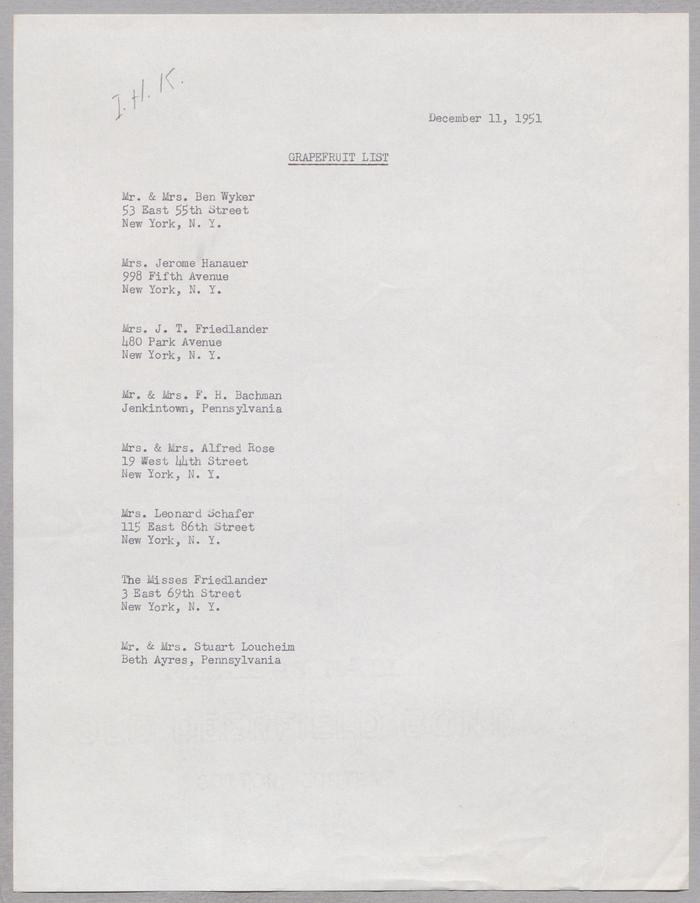 I.H.K.
December 11, 1951
GRAPEFRUIT LIST
Mr. & Mrs. Ben Wyker
53 East 55th Street
New York, N. Y.
Mrs. Jerome Hanauer
998 Fifth Avenue
New York, N. Y.
Mrs. J. T. Friedlander
480 Park Avenue
New York, N. Y.
Mr. & Mrs. F. H. Bachman
Jenkintown, Pennsylvania
Mrs. & Mrs. Alfred Rose
19 West 44th Street
New York, N. Y.
Mrs. Leonard Schafer
115 East 86th Street
New York, N. Y.
The Misses Friedlander
3 East 69th Street
New York, N. Y.
Mr. & Mrs. Stuart Loucheim
Beth Ayres, Pennsylvania